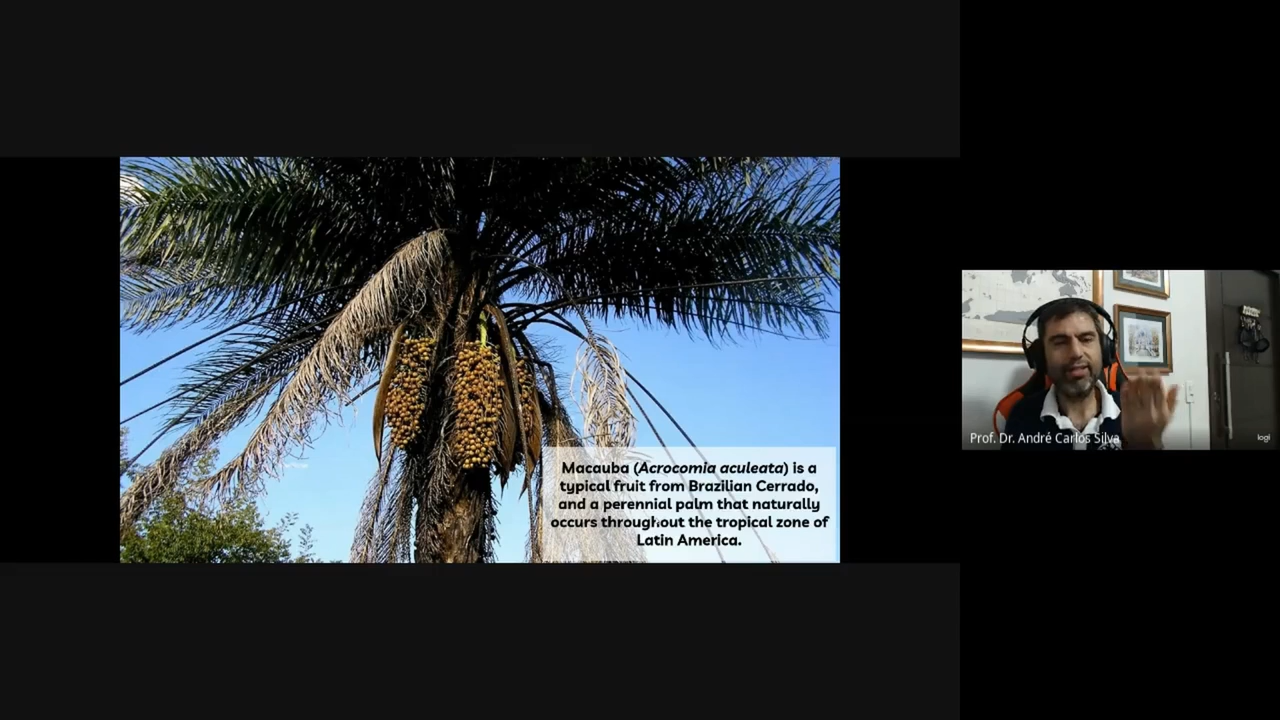 Macauba (Acrocomia aculeata) is a
typical fruit from Brazilian Cerrado,
and a perennial palm that naturally
occurs throughout the tropical zone of
Latin America.
Prof. Dr. André Carlos Silva
logi